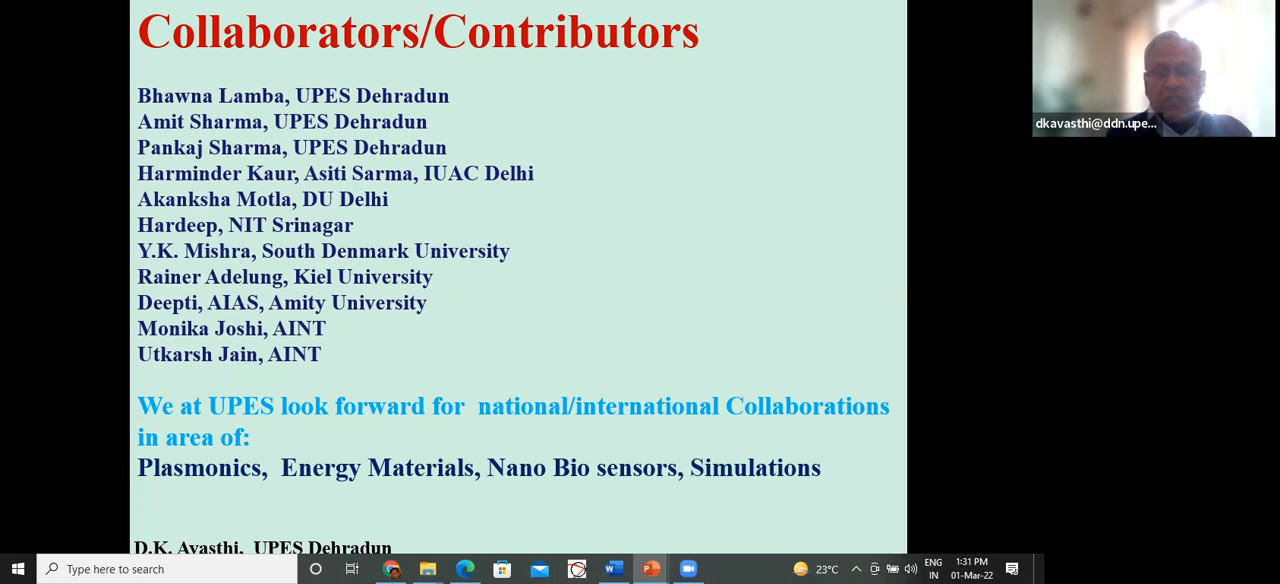 Collaborators/Contributors
Bhawna Lamba, UPES Dehradun
Amit Sharma, UPES Dehradun
Pankaj Sharma, UPES Dehradun
Harminder Kaur, Asiti Sarma, IUAC Delhi
Akanksha Motla, DU Delhi
Hardeep, NIT Srinagar
Y.K. Mishra, South Denmark University
Rainer Adelung, Kiel University
Deepti, AIAS, Amity University
Monika Joshi, AINT
Utkarsh Jain, AINT
We at UPES look forward for national/international Collaborations
in area of:
Plasmonics, Energy Materials, Nano Bio sensors, Simulations
D.K. Avasthi, UPES Dehradun
dkavasthi@ddn.upe...
Type here to search
23°C
ENG
IN
1:31 PM
01-Mar-22